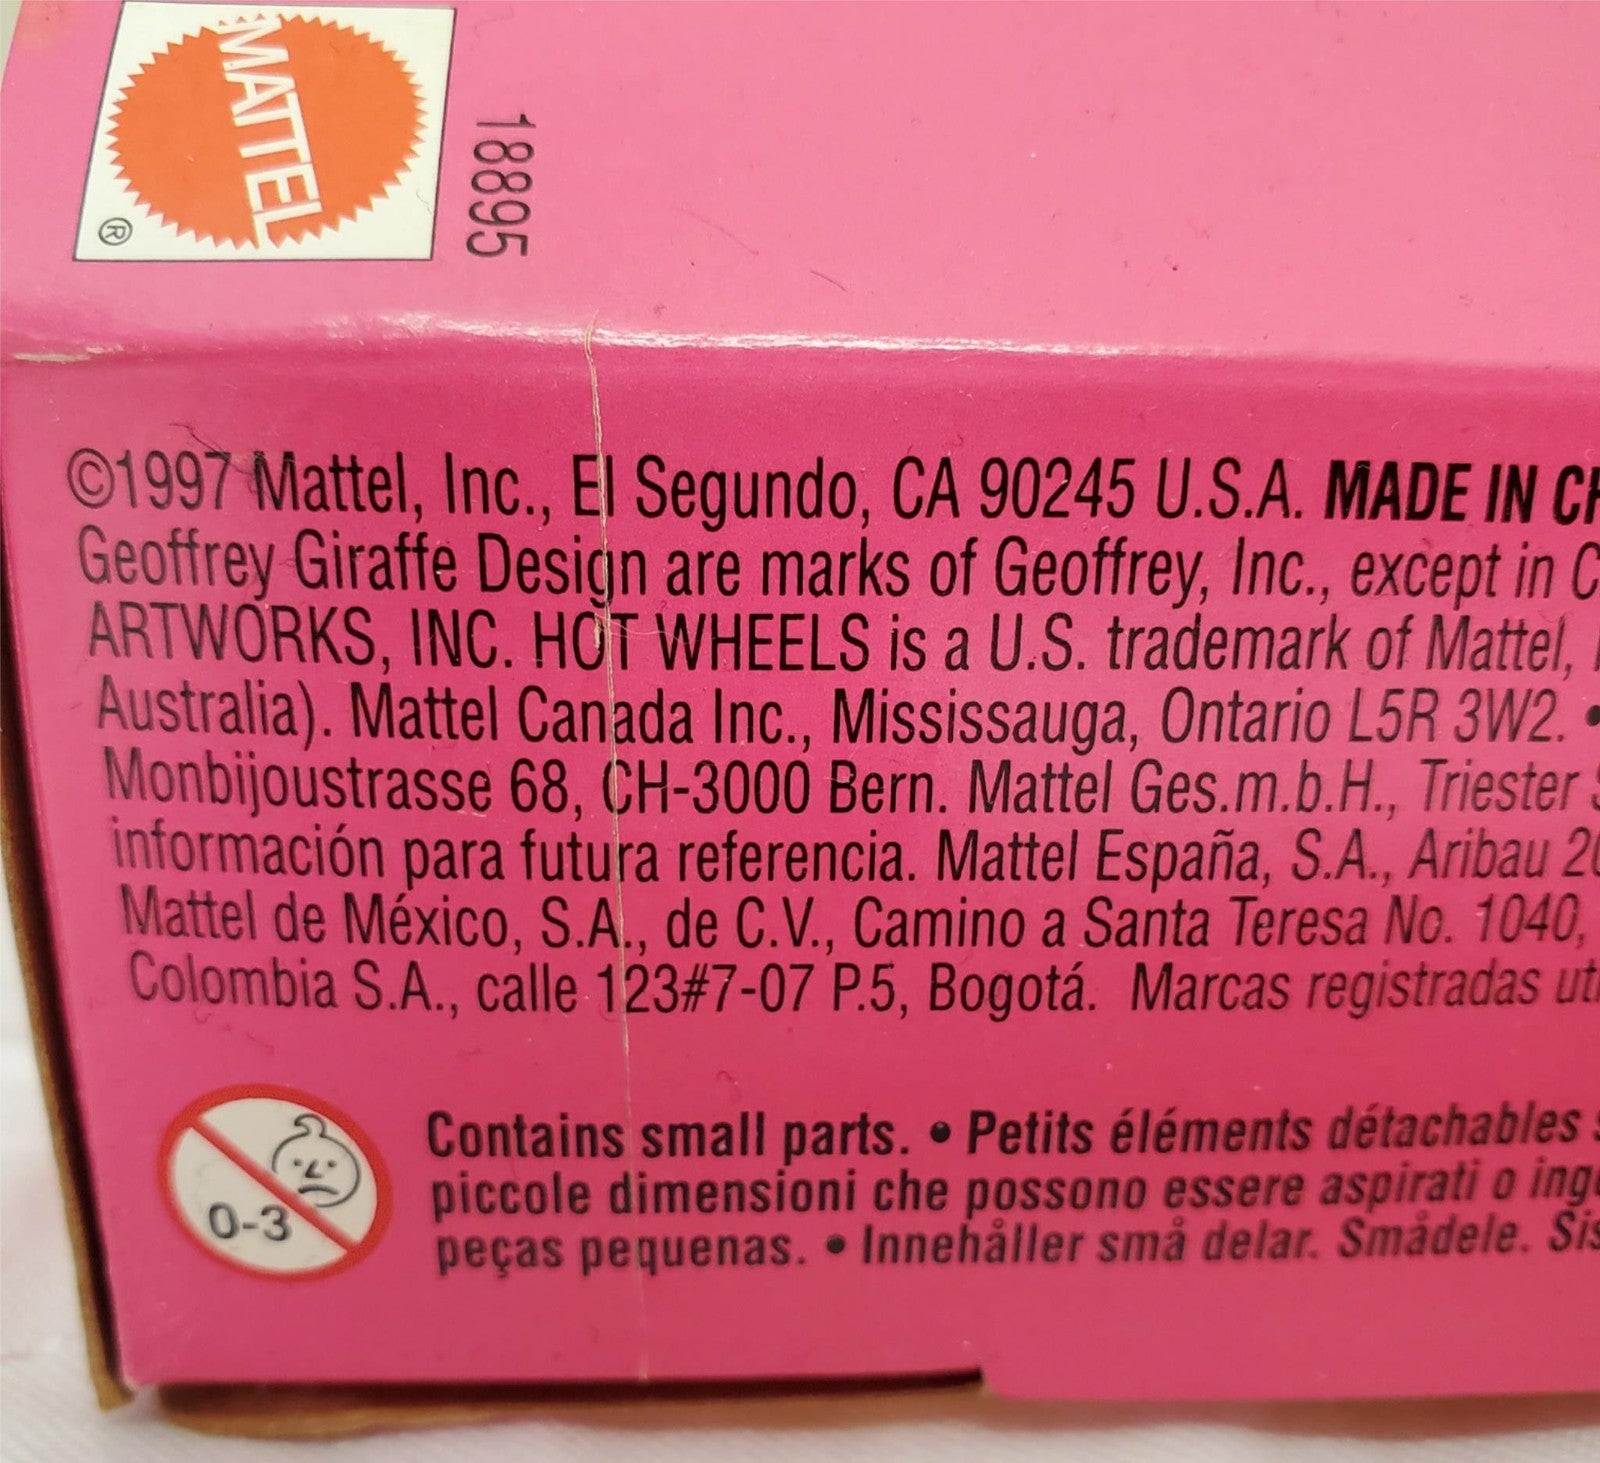 MATTEL
®
18895
©1997 Mattel, Inc., El Segundo, CA 90245 U.S.A. MADE IN
Geoffrey Giraffe Design are marks of Geoffrey, Inc., except in
ARTWORKS, INC. HOT WHEELS is a U.S. trademark of Mattel,
Australia). Mattel Canada Inc., Mississauga, Ontario L5R 3W2. •
Monbijoustrasse 68, CH-3000 Bern. Mattel Ges.m.b.H., Triester
información para futura referencia. Mattel España, S.A., Aribau
Mattel de México, S.A., de C.V., Camino a Santa Teresa No. 1040,
Colombia S.A., calle 123#7-07 P.5, Bogotá. Marcas registradas
0-3
Contains small parts. • Petits éléments détachables
piccole dimensioni che possono essere aspirati o
peças pequenas. • Innehåller små delar. Smådele.